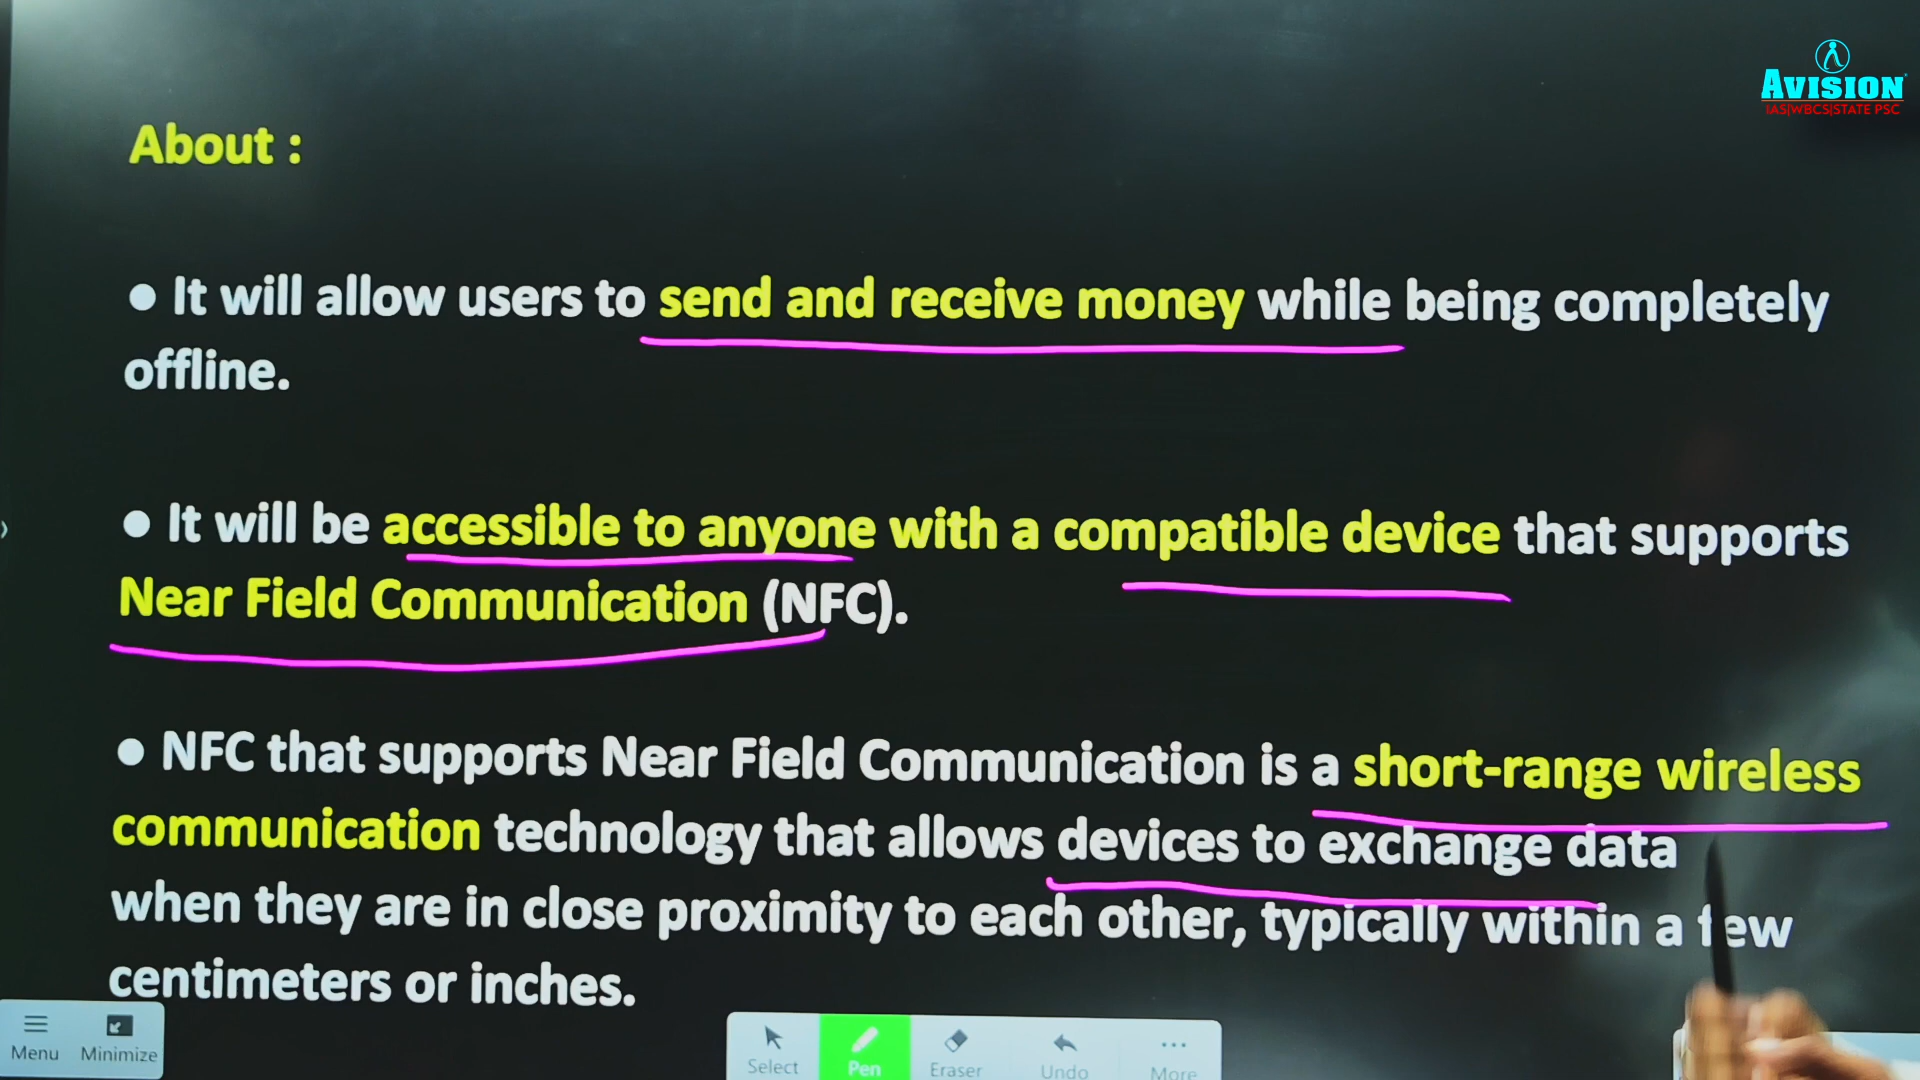 AVISION
IAS|WBCS|STATE PSC
About :
● It will allow users to send and receive money while being completely
offline.
● It will be accessible to anyone with a compatible device that supports
Near Field Communication (NFC).
● NFC that supports Near Field Communication is a short-range wireless
communication technology that allows devices to exchange data
when they are in close proximity to each other, typically within a few
centimeters or inches.
Menu Minimize Select Pen Eraser Undo More